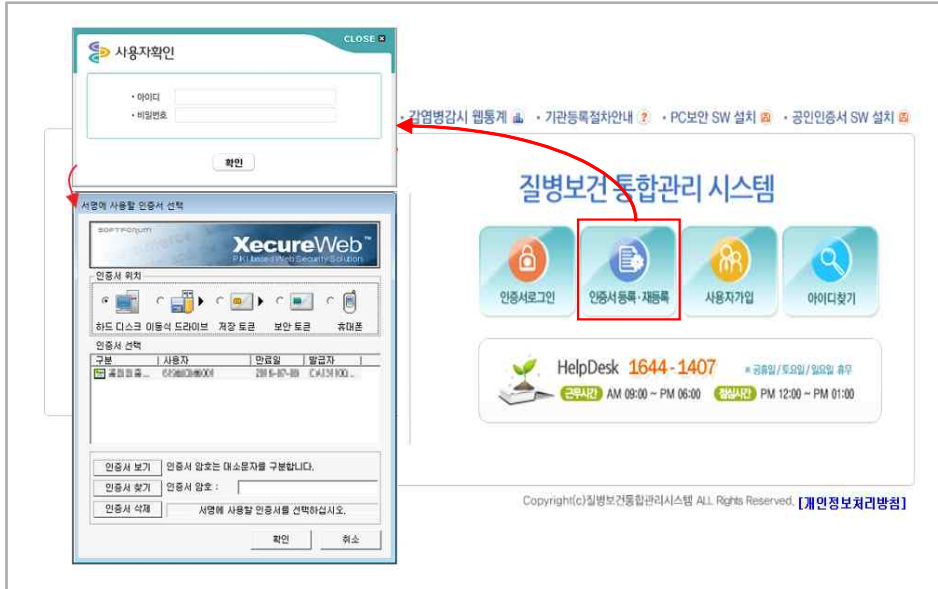 CLOSE
사용자확인
• 아이디
• 비밀번호
확인
• 감염병감시 웹통계 • 기관등록절차안내 ? • PC보안 SW 설치 • 공인인증서 SW 설치
질병보건 통합관리 시스템
인증서로그인 인증서등록·재등록 사용자가입 아이디찾기
HelpDesk 1644-1407 ※ 공휴일/토요일/일요일 휴무
근무시간 AM 09:00 ~ PM 06:00 점심시간 PM 12:00 ~ PM 01:00
Copyright(c)질병보건통합관리시스템 ALL Rights Reserved. [개인정보처리방침]
서명에 사용할 인증서 선택
SOFTFORUM
XecureWeb™
PKI based Web Security Solution
인증서 위치
하드 디스크 이동식 드라이브 저장 토큰 보안 토큰 휴대폰
인증서 선택
구분 사용자 만료일 발급자
인증서 보기 인증서 암호는 대소문자를 구분합니다.
인증서 찾기 인증서 암호 :
인증서 삭제 서명에 사용할 인증서를 선택하십시오.
확인 취소